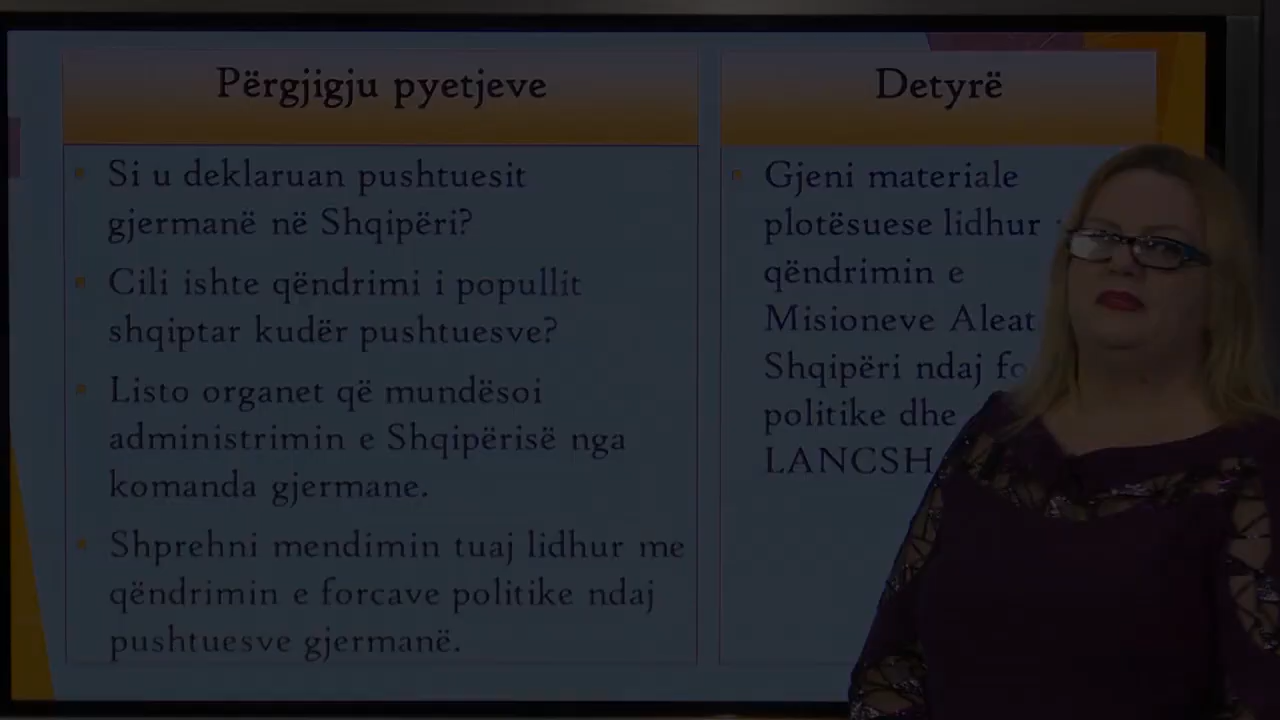 Përgjigju pyetjeve
Si u deklaruan pushtuesit
gjermanë në Shqipëri?
Cili ishte qëndrimi i popullit
shqiptar kudër pushtuesve?
Listo organet që mundësoi
administrimin e Shqipërisë nga
komanda gjermane.
Shprehni mendimin tuaj lidhur me
qëndrimin e forcave politike ndaj
pushtuesve gjermanë.
Detyrë
Gjeni materiale
plotësuese lidhur
qëndrimin e
Misioneve Aleat
Shqipëri ndaj fo
politike dhe
LANCSH